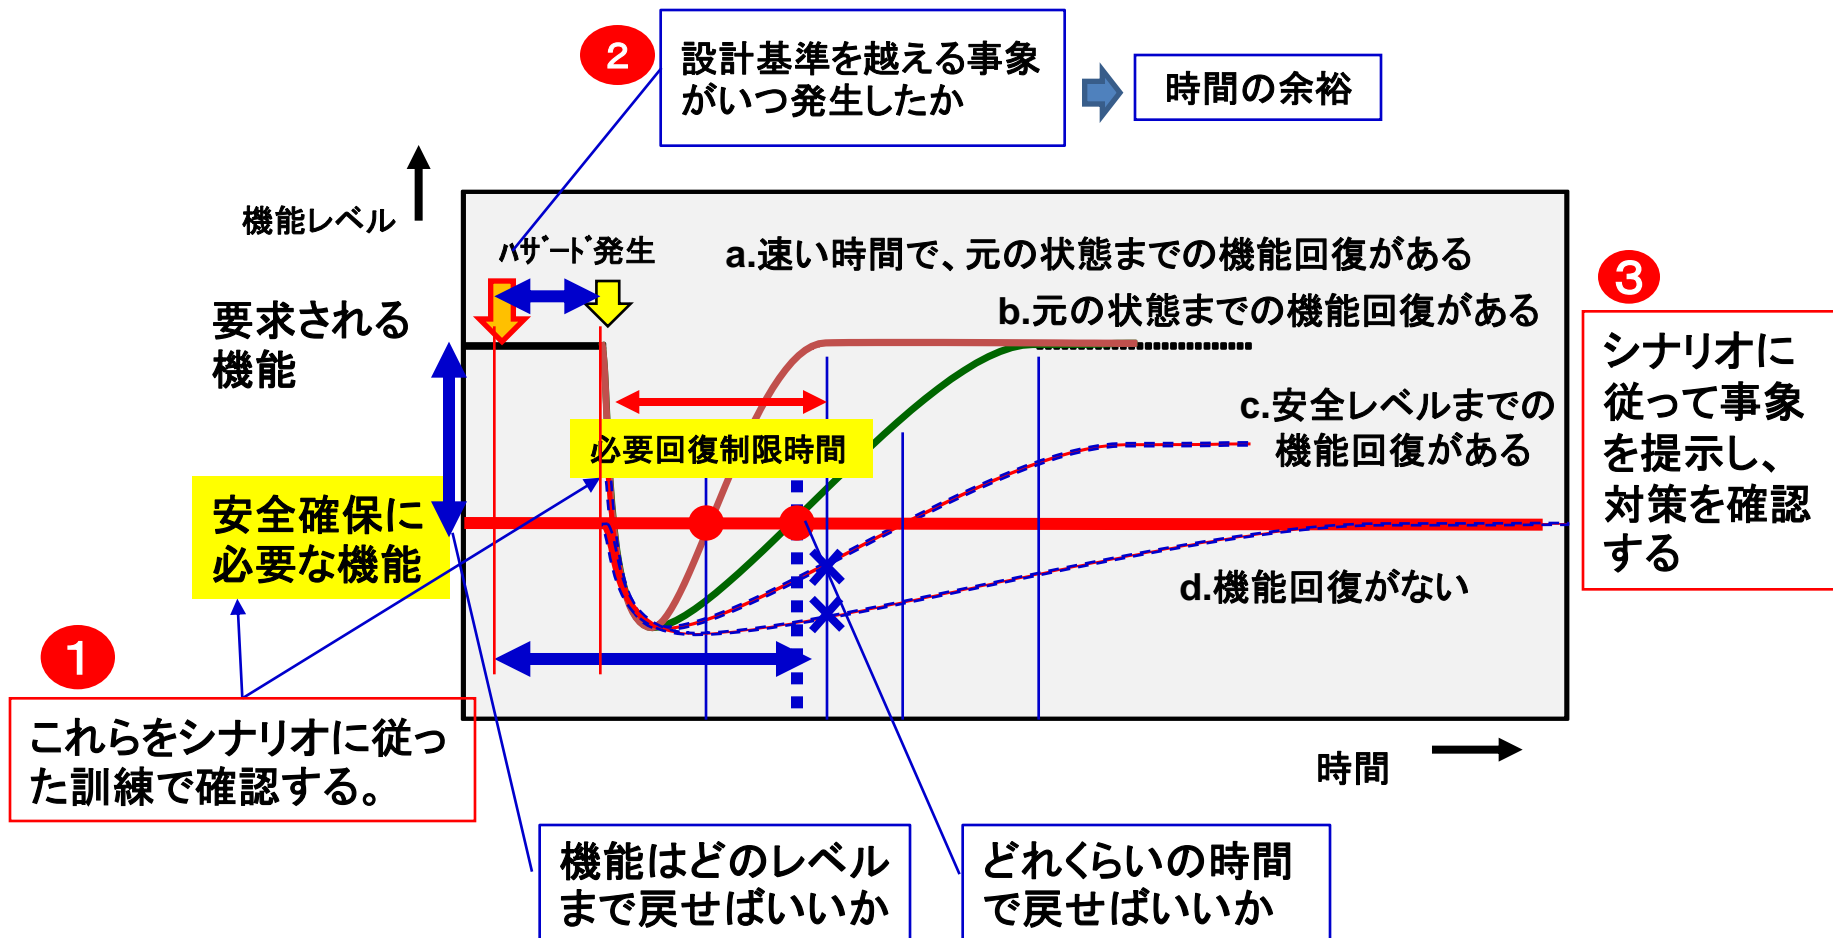 ２
設計基準を越える事象
がいつ発生したか
時間の余裕
機能レベル
ﾊｻﾞｰﾄﾞ発生
a.速い時間で、元の状態までの機能回復がある
b.元の状態までの機能回復がある
要求される
機能
３
シナリオに
従って事象
を提示し、
対策を確認
する
c.安全レベルまでの
機能回復がある
必要回復制限時間
安全確保に
必要な機能
d.機能回復がない
１
これらをシナリオに従っ
た訓練で確認する。
時間
機能はどのレベル
まで戻せばいいか
どれくらいの時間
で戻せばいいか